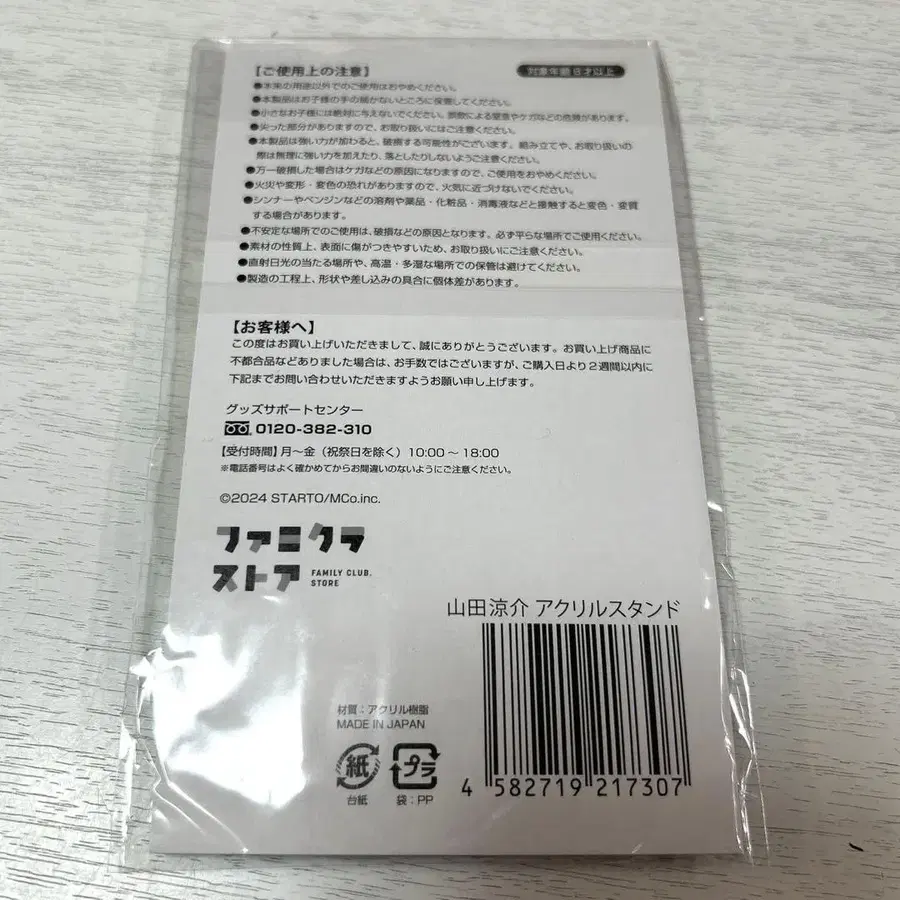 【ご使用上の注意】
対象年齢 8才以上
●本来の用途以外でのご使用はおやめください。
●本製品はお子様の手の届かないところに保管してください。
●小さなお子様には絶対に与えないでください。誤飲による窒息やケガなどの危険があります。
●尖った部分がありますので、お取り扱いにはご注意ください。
●本製品は強い力が加わると、破損する可能性がございます。組み立てや、お取り扱いの
際は無理に強い力を加えたり、落としたりしないようご注意ください。
●万一破損した場合はケガなどの原因になりますので、ご使用をおやめください。
●火災や変形・変色の恐れがありますので、火気に近づけないでください。
●シンナーやベンジンなどの溶剤や薬品・化粧品・消毒液などと接触すると変色・変質
する場合があります。
●不安定な場所でのご使用は、破損などの原因となります。必ず平らな場所でご使用ください。
●素材の性質上、表面に傷がつきやすいため、お取り扱いにご注意ください。
●直射日光の当たる場所や、高温・多湿な場所での保管は避けてください。
●製造の工程上、形状や差し込みの具合に個体差があります。
【お客様へ】
この度はお買い上げいただきまして、誠にありがとうございます。お買い上げ商品に
不都合品などありました場合は、お手数ではございますが、ご購入日より2週間以内に
下記までお問い合わせいただきますようお願い申し上げます。
グッズサポートセンター
0120-382-310
【受付時間】月〜金（祝祭日を除く）10:00〜18:00
※電話番号はよく確かめてからお間違いのないようにご注意ください。
©2024 STARTO/MCo.inc.
ファミクラ
ストア
FAMILY CLUB.
STORE
山田涼介 アクリルスタンド
材質：アクリル樹脂
MADE IN JAPAN
紙
プラ
台紙
袋：PP
4 582719 217307